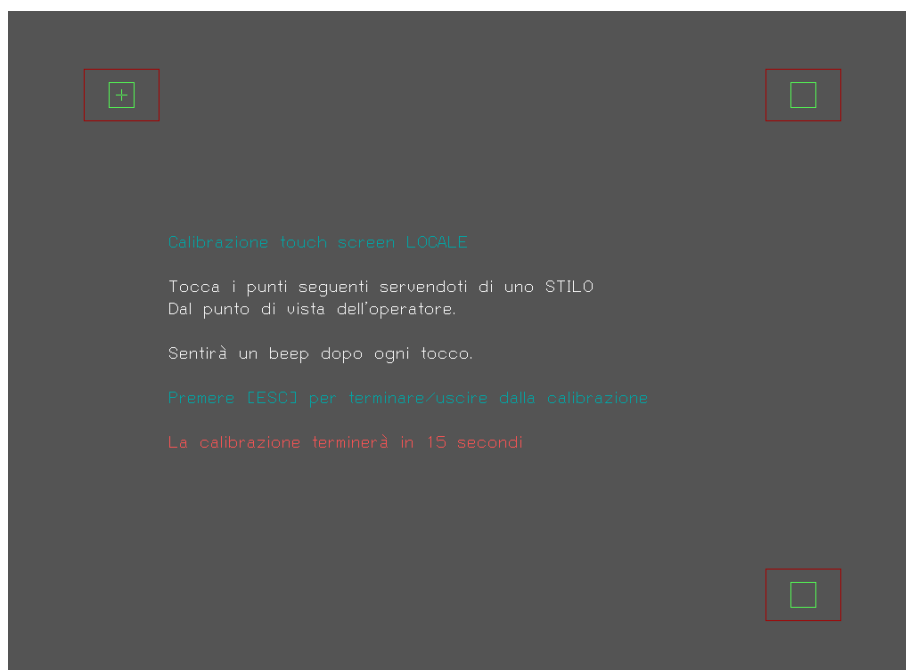 Calibrazione touch screen LOCALE
Tocca i punti seguenti servendoti di uno STILO
Dal punto di vista dell'operatore.
Sentirà un beep dopo ogni tocco.
Premere [ESC] per terminare/uscire dalla calibrazione
La calibrazione terminerà in 15 secondi